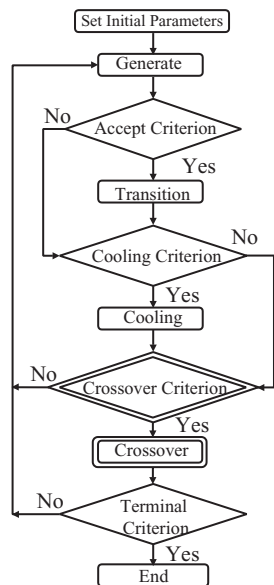 Set Initial Parameters
Generate
No
Accept Criterion
Yes
Transition
No
Cooling Criterion
Yes
Cooling
No
Crossover Criterion
Yes
Crossover
No
Terminal
Criterion
Yes
End